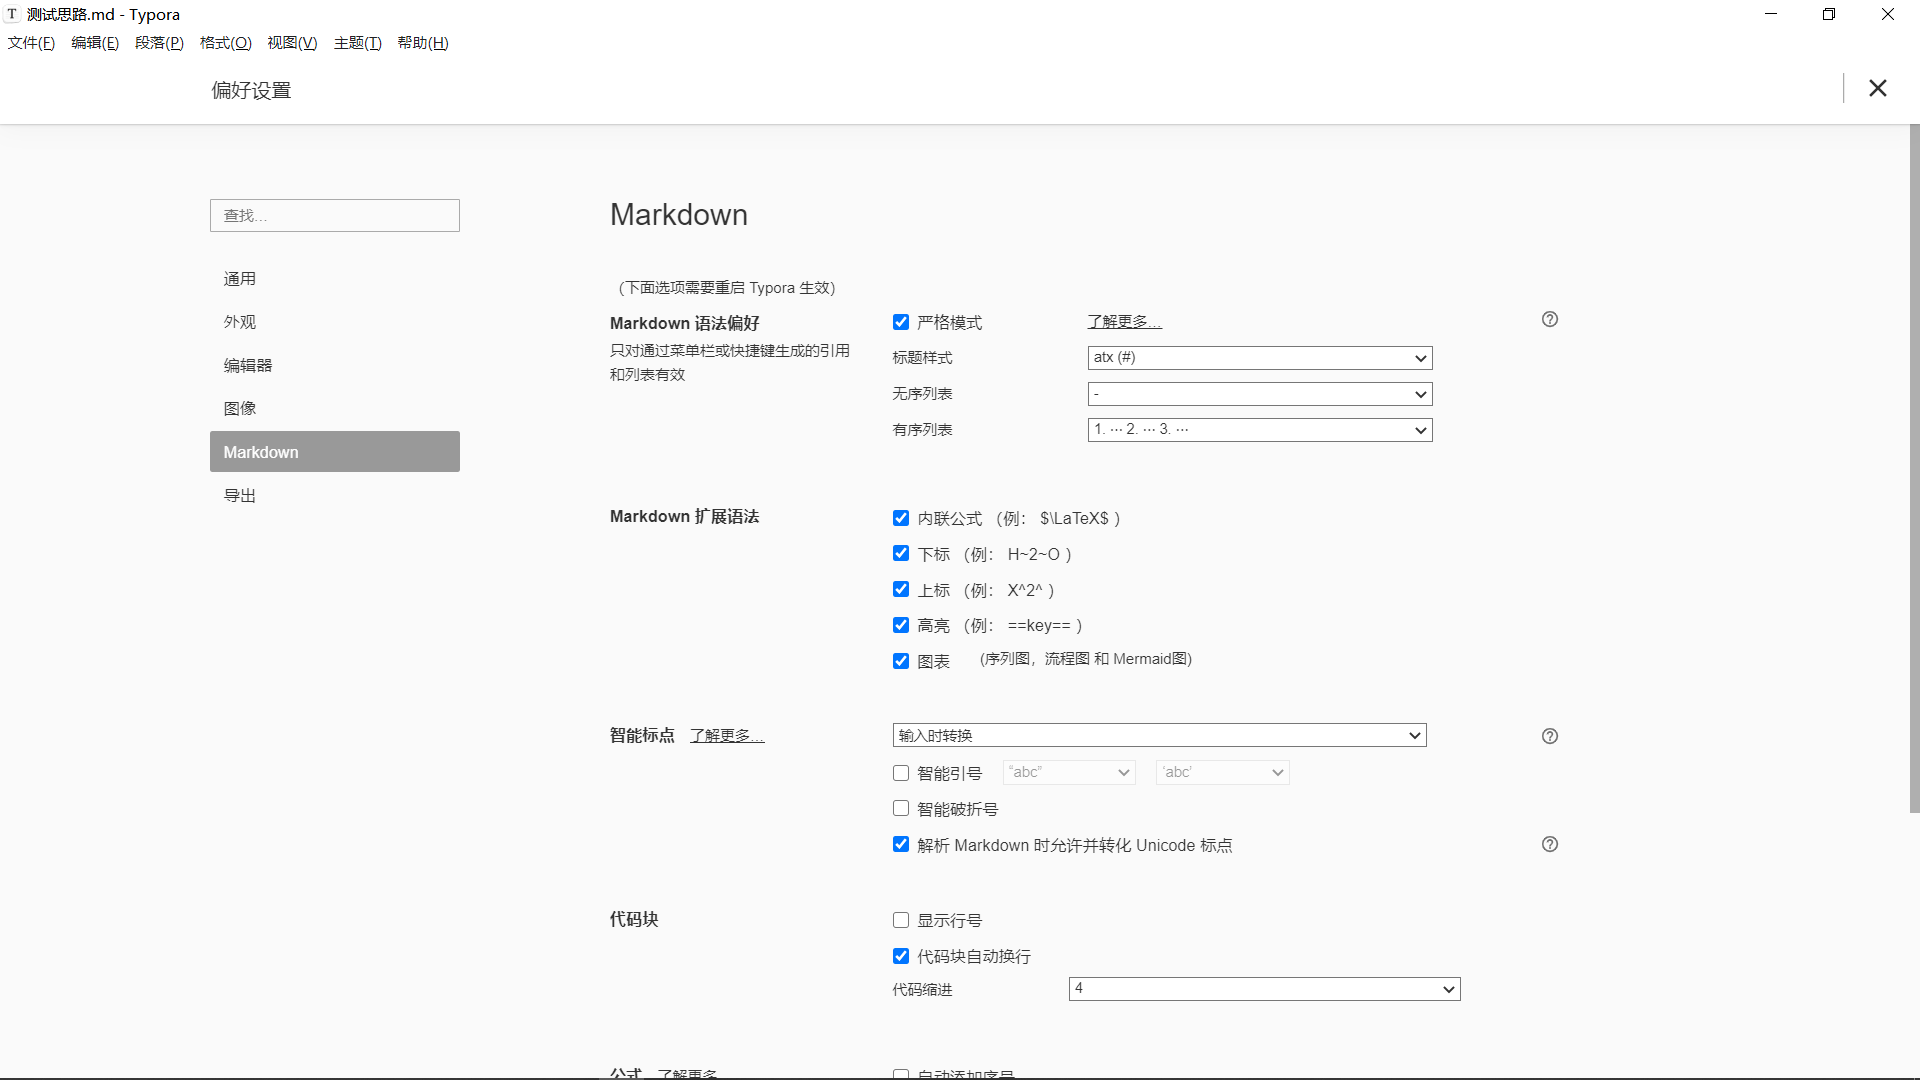 测试思路.md - Typora
文件(F) 编辑(E) 段落(P) 格式(O) 视图(V) 主题(T) 帮助(H)
偏好设置
查找...
通用
外观
编辑器
图像
Markdown
导出
Markdown
(下面选项需要重启 Typora 生效)
Markdown 语法偏好
只对通过菜单栏或快捷键生成的引用
和列表有效
严格模式 了解更多...
标题样式 atx (#)
无序列表 -
有序列表 1. ··· 2. ··· 3. ···
Markdown 扩展语法
内联公式 (例: $\LaTeX$ )
下标 (例: H~2~O )
上标 (例: X^2^ )
高亮 (例: ==key== )
图表 (序列图，流程图 和 Mermaid图)
智能标点 了解更多... 输入时转换
智能引号 “abc” ‘abc’
智能破折号
解析 Markdown 时允许并转化 Unicode 标点
代码块
显示行号
代码块自动换行
代码缩进 4
公式 了解更多... 自动添加序号